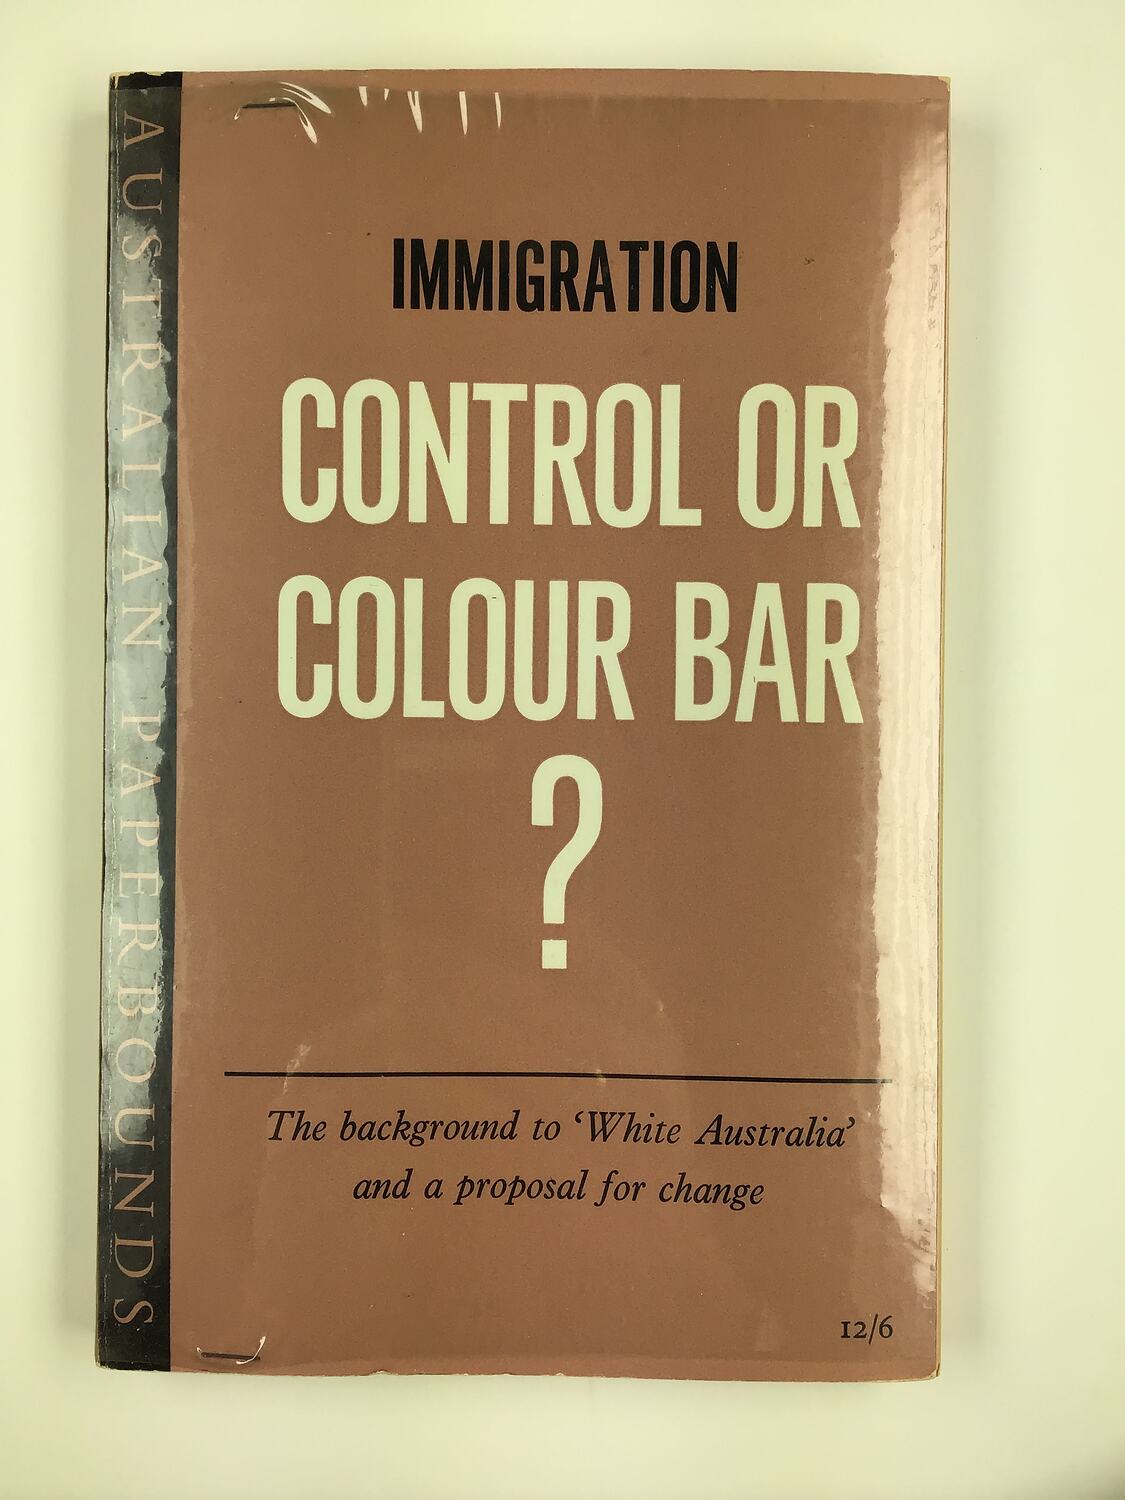 AUSTRALIAN PAPERBOUNDS
IMMIGRATION
CONTROL OR
COLOUR BAR
?
The background to ‘White Australia’
and a proposal for change
12/6